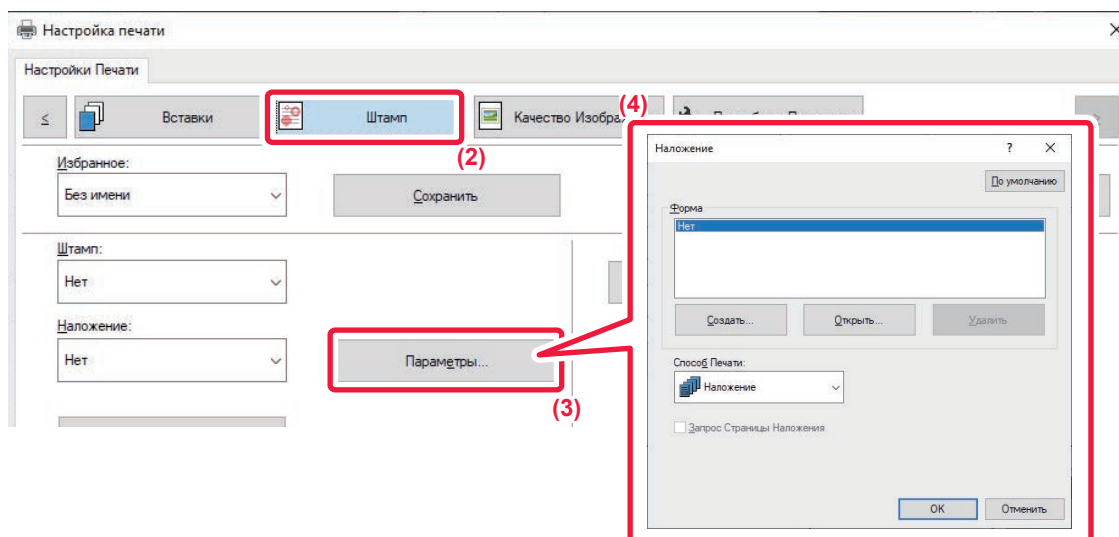 Настройка печати
Настройки Печати
Вставки
Штамп
Качество
(4)
(2)
Избранное:
Без имени
Сохранить
Штамп:
Нет
Наложение:
Нет
Параметры...
(3)
Наложение
?
По умолчанию
Форма
Нет
Создать...
Открыть...
Удалить
Способ Печати:
Наложение
Запрос Страницы Наложения
OK
Отменить